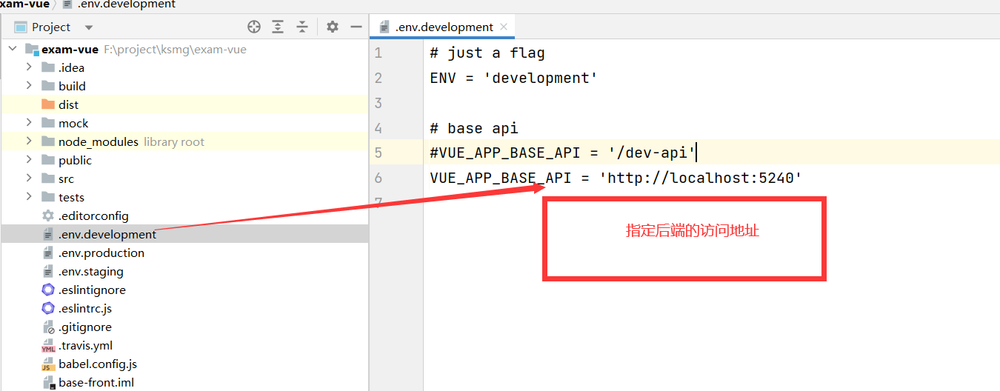 exam-vue .env.development
Project
.env.development
exam-vue F:\project\ksmg\exam-vue
.idea
build
dist
mock
node_modules library root
public
src
tests
.editorconfig
.env.development
.env.production
.env.staging
.eslintignore
.eslintrc.js
.gitignore
.travis.yml
babel.config.js
base-front.iml
1 # just a flag
2 ENV = 'development'
3
4 # base api
5 #VUE_APP_BASE_API = '/dev-api'
6 VUE_APP_BASE_API = 'http://localhost:5240'
7
指定后端的访问地址